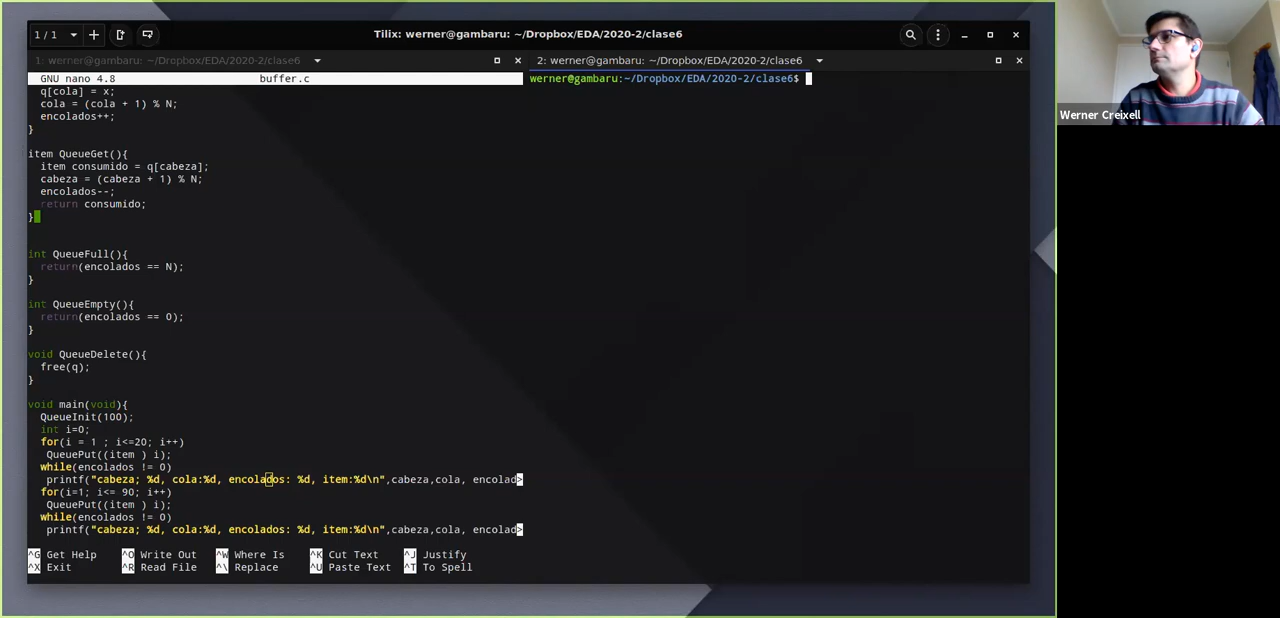 1 / 1
Tilix: werner@gambaru: ~/Dropbox/EDA/2020-2/clase6
1: werner@gambaru: ~/Dropbox/EDA/2020-2/clase6
2: werner@gambaru: ~/Dropbox/EDA/2020-2/clase6
GNU nano 4.8 buffer.c
q[cola] = x;
cola = (cola + 1) % N;
encolados++;
}
item QueueGet(){
item consumido = q[cabeza];
cabeza = (cabeza + 1) % N;
encolados--;
return consumido;
}
int QueueFull(){
return(encolados == N);
}
int QueueEmpty(){
return(encolados == 0);
}
void QueueDelete(){
free(q);
}
void main(void){
QueueInit(100);
int i=0;
for(i = 1 ; i<=20; i++)
QueuePut((item ) i);
while(encolados != 0)
printf("cabeza; %d, cola:%d, encolados: %d, item:%d\n",cabeza,cola, encolad>
for(i=1; i<= 90; i++)
QueuePut((item ) i);
while(encolados != 0)
printf("cabeza; %d, cola:%d, encolados: %d, item:%d\n",cabeza,cola, encolad>
^G Get Help ^O Write Out ^W Where Is ^K Cut Text ^J Justify
^X Exit ^R Read File ^\ Replace ^U Paste Text ^T To Spell
werner@gambaru:~/Dropbox/EDA/2020-2/clase6$
Werner Creixell